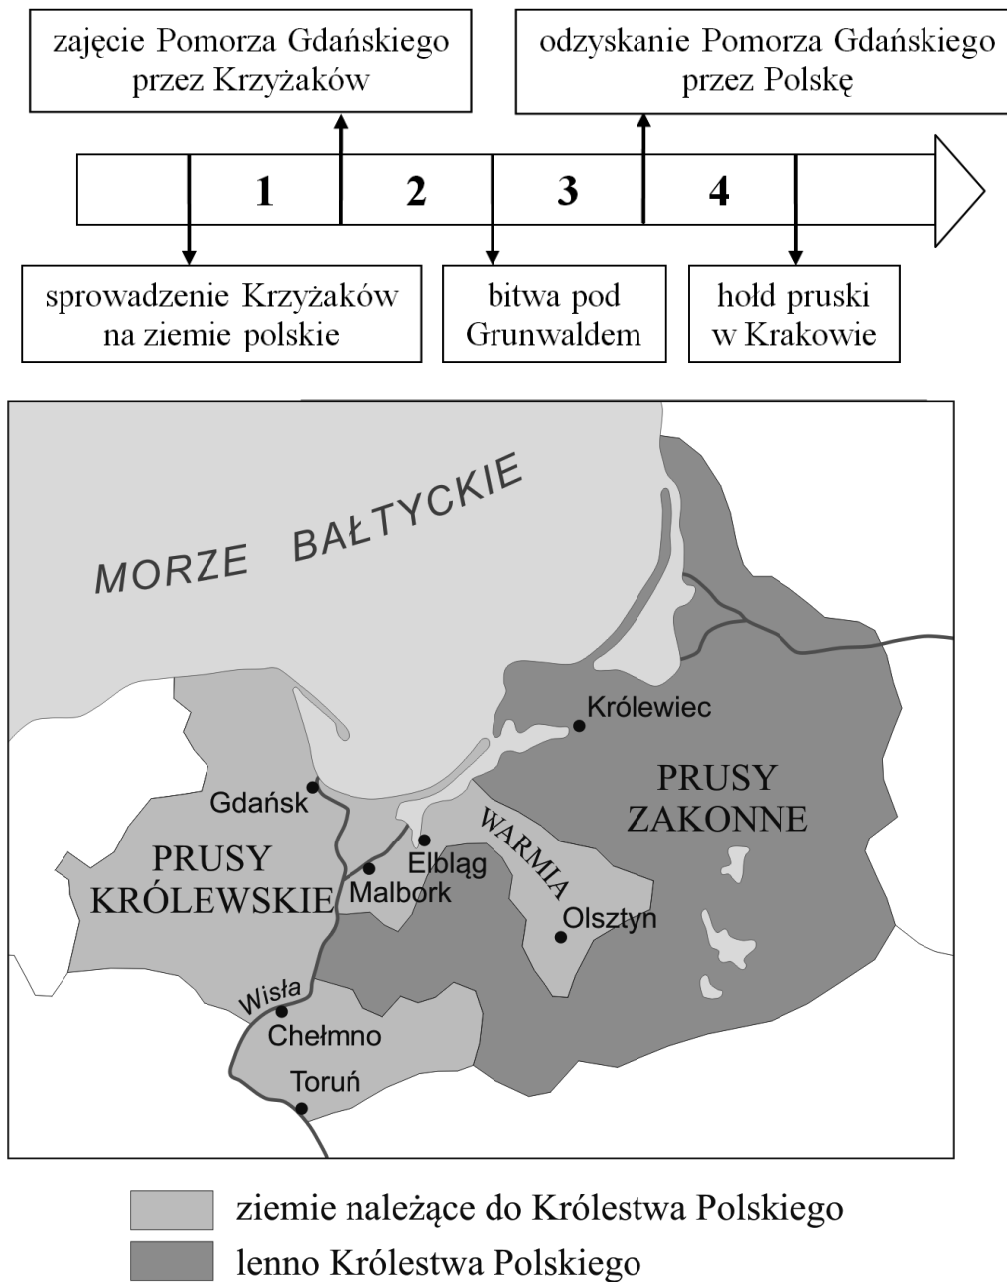 zajęcie Pomorza Gdańskiego
przez Krzyżaków
odzyskanie Pomorza Gdańskiego
przez Polskę
1
2
3
4
sprowadzenie Krzyżaków
na ziemie polskie
bitwa pod
Grunwaldem
hołd pruski
w Krakowie
MORZE BAŁTYCKIE
Królewiec
PRUSY
ZAKONNE
Gdańsk
PRUSY
KRÓLEWSKIE
WARMIA
Elbląg
Malbork
Olsztyn
Wisła
Chełmno
Toruń
ziemie należące do Królestwa Polskiego
lenno Królestwa Polskiego